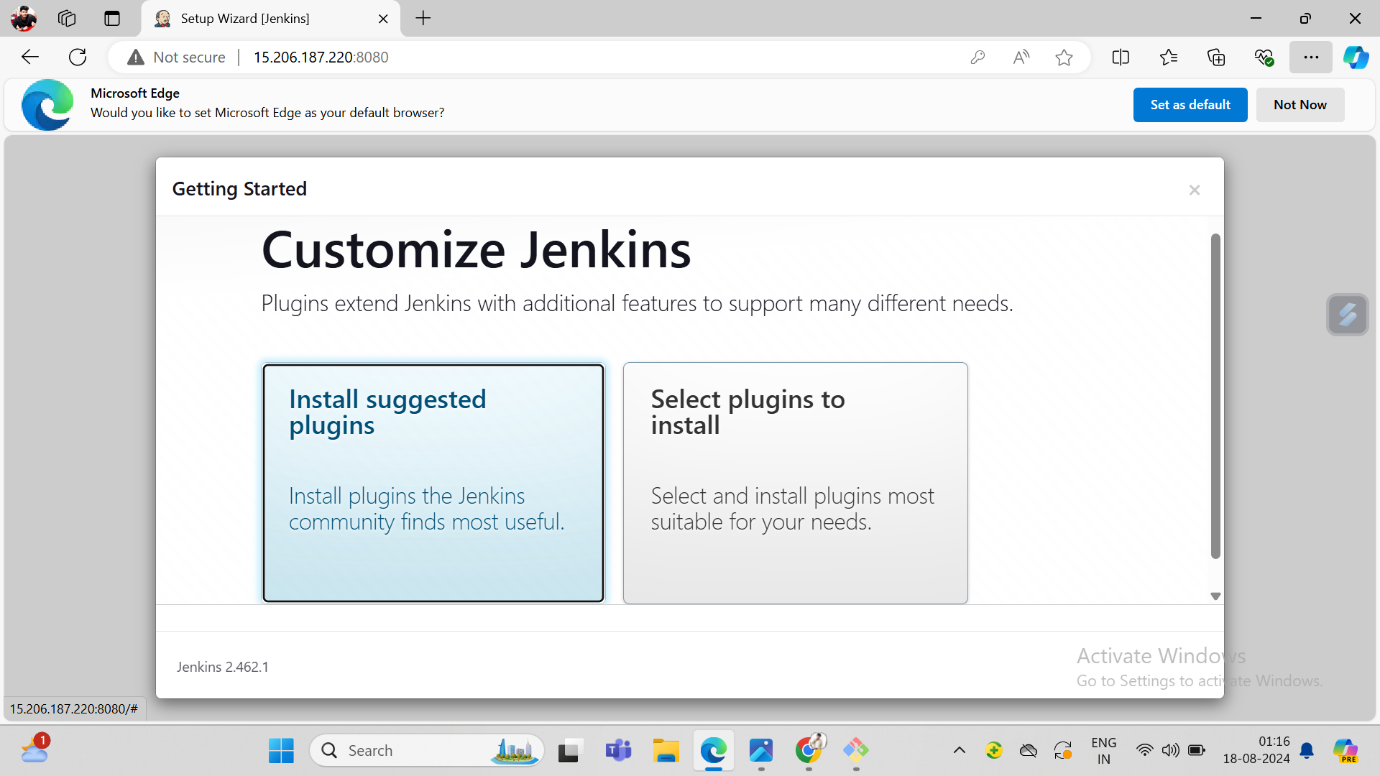 Setup Wizard [Jenkins]
Not secure
15.206.187.220:8080
Microsoft Edge
Would you like to set Microsoft Edge as your default browser?
Set as default
Not Now
Getting Started
Customize Jenkins
Plugins extend Jenkins with additional features to support many different needs.
Install suggested
plugins
Install plugins the Jenkins
community finds most useful.
Select plugins to
install
Select and install plugins most
suitable for your needs.
Jenkins 2.462.1
Activate Windows
Go to Settings to activate Windows.
15.206.187.220:8080/#
1
Search
ENG
IN
01:16
18-08-2024
PRE